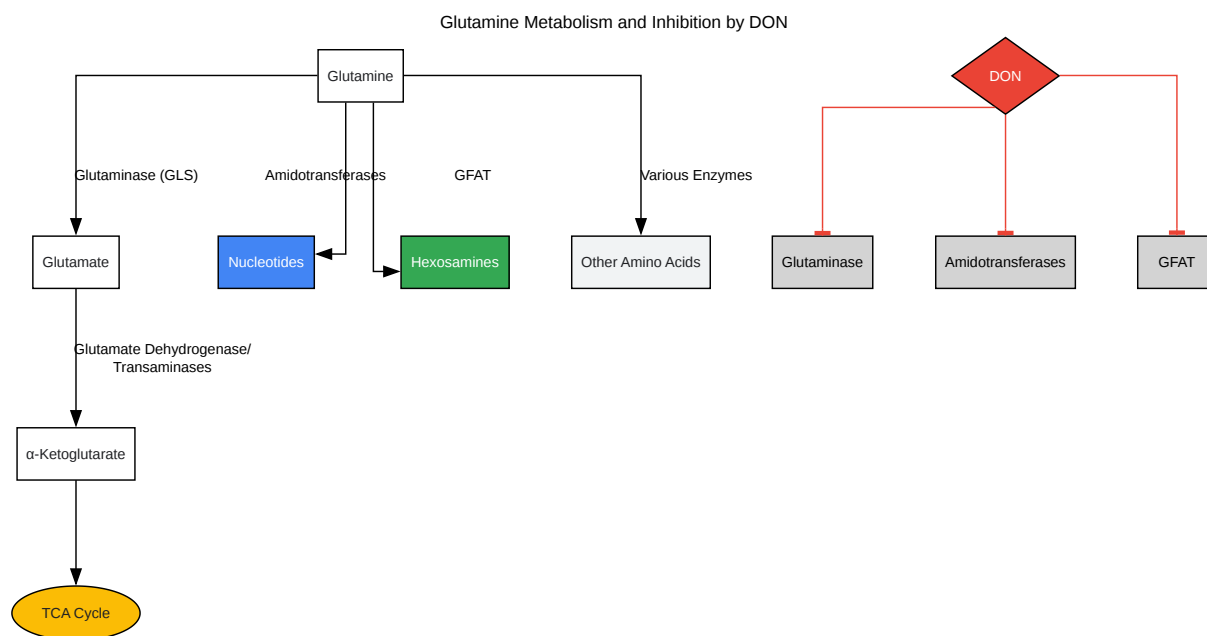 Glutamine Metabolism and Inhibition by DON
Glutamine
DON
Glutaminase (GLS)
Amidotransferases
GFAT
Various Enzymes
Glutamate
Nucleotides
Hexosamines
Other Amino Acids
Glutaminase
Amidotransferases
GFAT
Glutamate Dehydrogenase/
Transaminases
α-Ketoglutarate
TCA Cycle